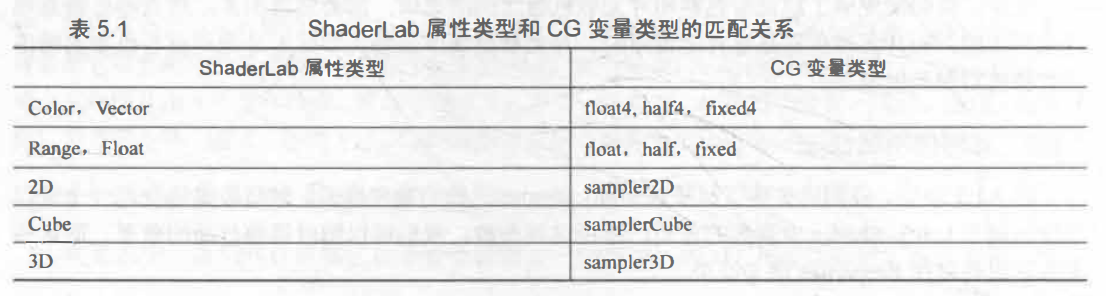 表 5.1 ShaderLab 属性类型和 CG 变量类型的匹配关系
ShaderLab 属性类型 CG 变量类型
Color，Vector float4, half4，fixed4
Range，Float float，half，fixed
2D sampler2D
Cube samplerCube
3D sampler3D